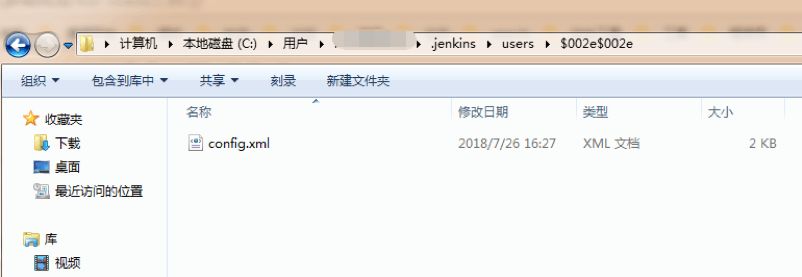 计算机 本地磁盘 (C:) 用户 .jenkins users $002e$002e
组织 包含到库中 共享 刻录 新建文件夹
收藏夹
下载
桌面
最近访问的位置
库
视频
名称 修改日期 类型 大小
config.xml 2018/7/26 16:27 XML 文档 2 KB